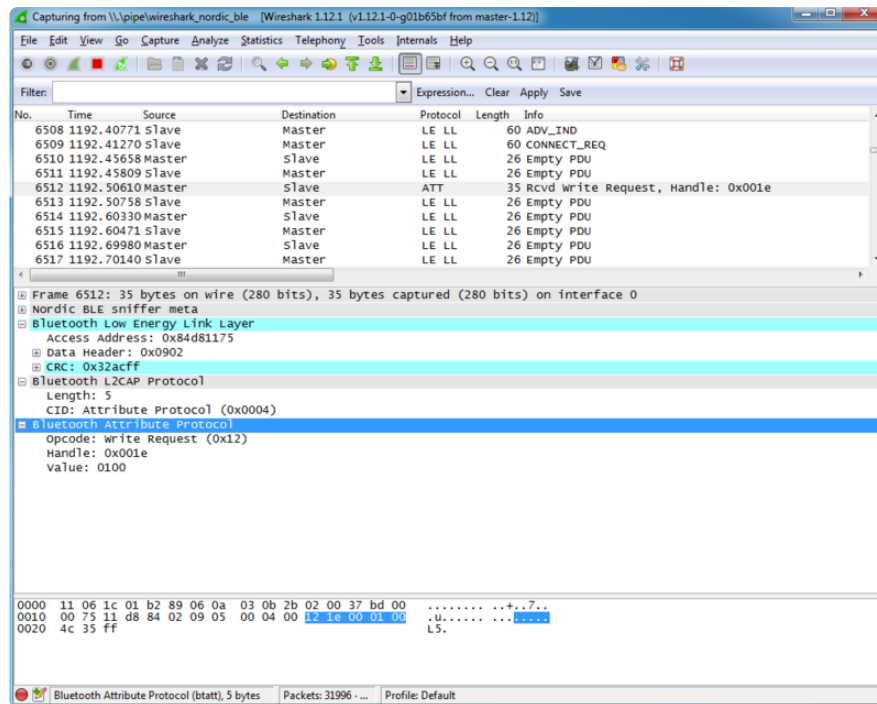 Capturing from \\.\pipe\wireshark_nordic_ble [Wireshark 1.12.1 (v1.12.1-0-g01b65bf from master-1.12)]
File Edit View Go Capture Analyze Statistics Telephony Tools Internals Help
Filter: Expression... Clear Apply Save
No. Time Source Destination Protocol Length Info
6508 1192.40771 Slave Master LE LL 60 ADV_IND
6509 1192.41270 Slave Master LE LL 60 CONNECT_REQ
6510 1192.45658 Master Slave LE LL 26 Empty PDU
6511 1192.45809 Slave Master LE LL 26 Empty PDU
6512 1192.50610 Master Slave ATT 35 Rcvd Write Request, Handle: 0x001e
6513 1192.50758 Slave Master LE LL 26 Empty PDU
6514 1192.60330 Master Slave LE LL 26 Empty PDU
6515 1192.60471 Slave Master LE LL 26 Empty PDU
6516 1192.69980 Master Slave LE LL 26 Empty PDU
6517 1192.70140 Slave Master LE LL 26 Empty PDU
Frame 6512: 35 bytes on wire (280 bits), 35 bytes captured (280 bits) on interface 0
Nordic BLE sniffer meta
Bluetooth Low Energy Link Layer
Access Address: 0x84d81175
Data Header: 0x0902
CRC: 0x32acff
Bluetooth L2CAP Protocol
Length: 5
CID: Attribute Protocol (0x0004)
Bluetooth Attribute Protocol
Opcode: Write Request (0x12)
Handle: 0x001e
Value: 0100
0000 11 06 1c 01 b2 89 06 0a 03 0b 2b 02 00 37 bd 00 ........ ..+..7..
0010 00 75 11 d8 84 02 09 05 00 04 00 12 1e 00 01 00 .u...... ........
0020 4c 35 ff L5.
Bluetooth Attribute Protocol (btatt), 5 bytes Packets: 31996 · ... Profile: Default